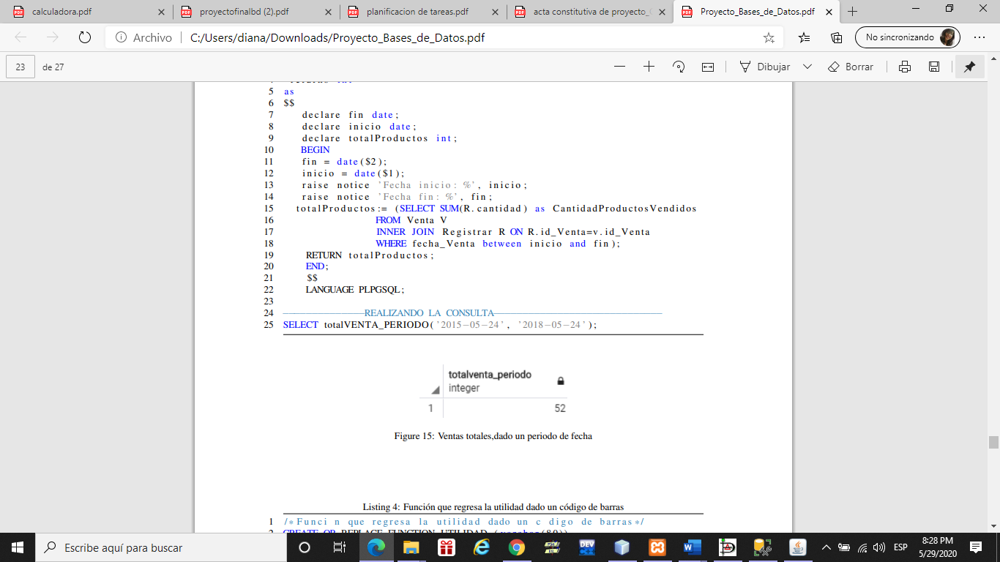 calculadora.pdf
proyectofinalbd (2).pdf
planificacion de tareas.pdf
acta constitutiva de proyecto_
Proyecto_Bases_de_Datos.pdf
Archivo
C:/Users/diana/Downloads/Proyecto_Bases_de_Datos.pdf
No sincronizando
23 de 27
Dibujar
Borrar
5 as
6 $$
7 declare fin date;
8 declare inicio date;
9 declare totalProductos int;
10 BEGIN
11 fin = date($2);
12 inicio = date($1);
13 raise notice 'Fecha inicio: %', inicio;
14 raise notice 'Fecha fin: %', fin;
15 totalProductos:= (SELECT SUM(R.cantidad) as CantidadProductosVendidos
16 FROM Venta V
17 INNER JOIN Registrar R ON R.id_Venta=v.id_Venta
18 WHERE fecha_Venta between inicio and fin);
19 RETURN totalProductos;
20 END;
21 $$
22 LANGUAGE PLPGSQL;
23
24 ——————REALIZANDO LA CONSULTA————————————
25 SELECT totalVENTA_PERIODO('2015−05−24', '2018−05−24');
totalventa_periodo
integer
1 52
Figure 15: Ventas totales,dado un periodo de fecha
Listing 4: Función que regresa la utilidad dado un código de barras
1 /*Funci n que regresa la utilidad dado un c digo de barras*/
2 CREATE OR REPLACE FUNCTION UTILIDAD (varchar(80))
Escribe aquí para buscar
DEV
ESP
8:28 PM
5/29/2020